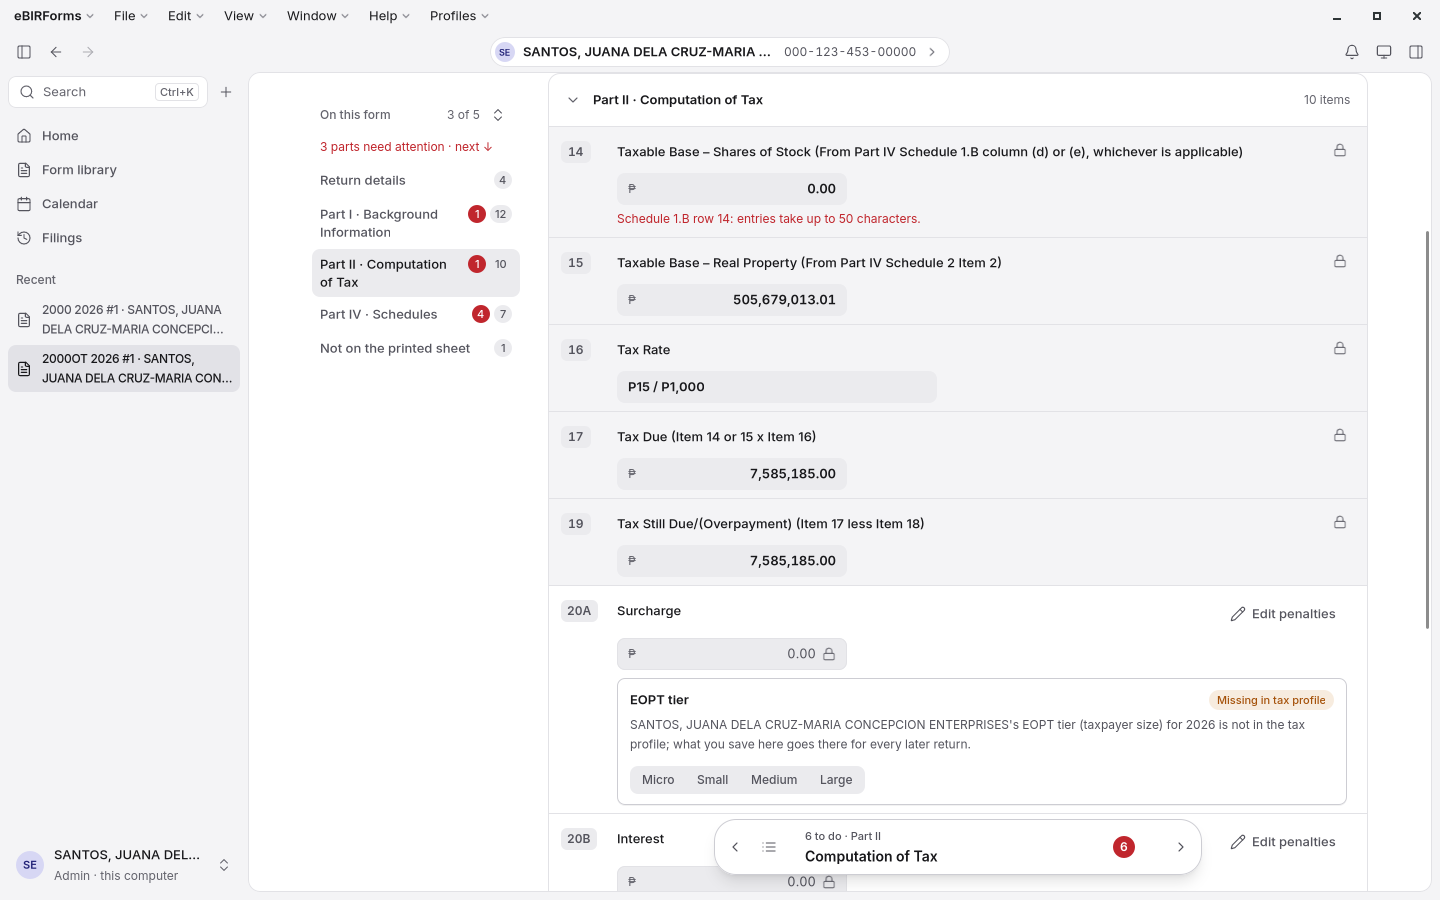 eBIRForms File Edit View Window Help Profiles
SE SANTOS, JUANA DELA CRUZ-MARIA ... 000-123-453-00000
Search Ctrl+K
Home
Form library
Calendar
Filings
Recent
2000 2026 #1 · SANTOS, JUANA
DELA CRUZ-MARIA CONCEPCI...
2000OT 2026 #1 · SANTOS,
JUANA DELA CRUZ-MARIA CON...
SE SANTOS, JUANA DEL...
Admin · this computer
On this form 3 of 5
3 parts need attention · next ↓
Return details 4
Part I · Background 1 12
Information
Part II · Computation 1 10
of Tax
Part IV · Schedules 4 7
Not on the printed sheet 1
Part II · Computation of Tax 10 items
14 Taxable Base – Shares of Stock (From Part IV Schedule 1.B column (d) or (e), whichever is applicable)
₱ 0.00
Schedule 1.B row 14: entries take up to 50 characters.
15 Taxable Base – Real Property (From Part IV Schedule 2 Item 2)
₱ 505,679,013.01
16 Tax Rate
P15 / P1,000
17 Tax Due (Item 14 or 15 x Item 16)
₱ 7,585,185.00
19 Tax Still Due/(Overpayment) (Item 17 less Item 18)
₱ 7,585,185.00
20A Surcharge Edit penalties
₱ 0.00
EOPT tier Missing in tax profile
SANTOS, JUANA DELA CRUZ-MARIA CONCEPCION ENTERPRISES's EOPT tier (taxpayer size) for 2026 is not in the tax
profile; what you save here goes there for every later return.
Micro Small Medium Large
20B Interest Edit penalties
₱ 0.00
6 to do · Part II
Computation of Tax 6